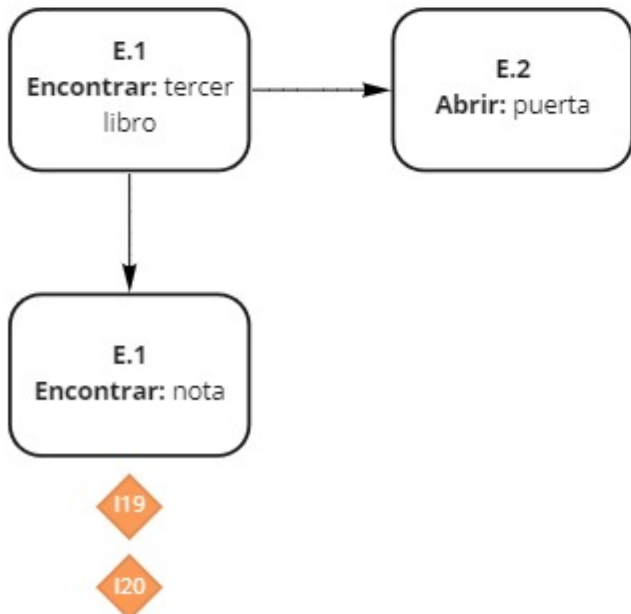 E.1
Encontrar: tercer
libro
E.2
Abrir: puerta
E.1
Encontrar: nota
I19
I20